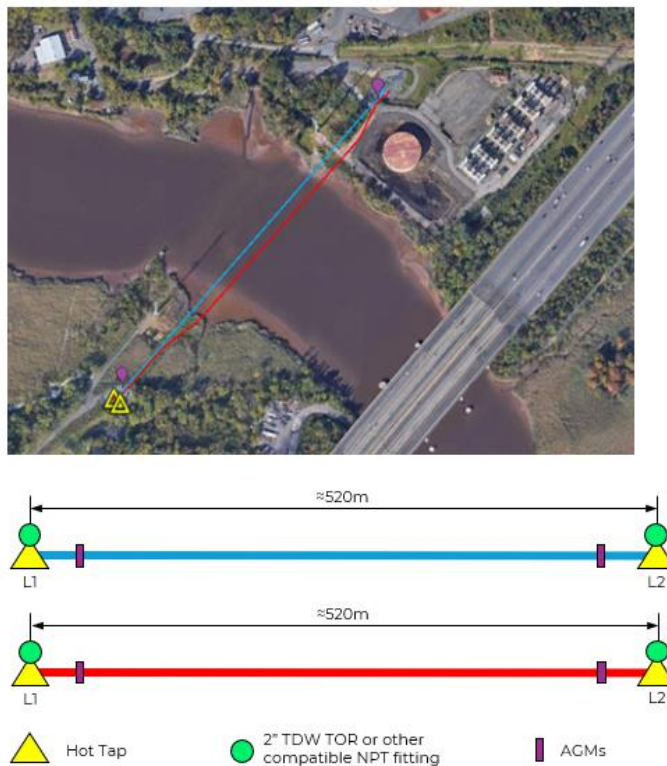 ≈520m
L1
L2
≈520m
L1
L2
Hot Tap
2" TDW TOR or other
compatible NPT fitting
AGMs